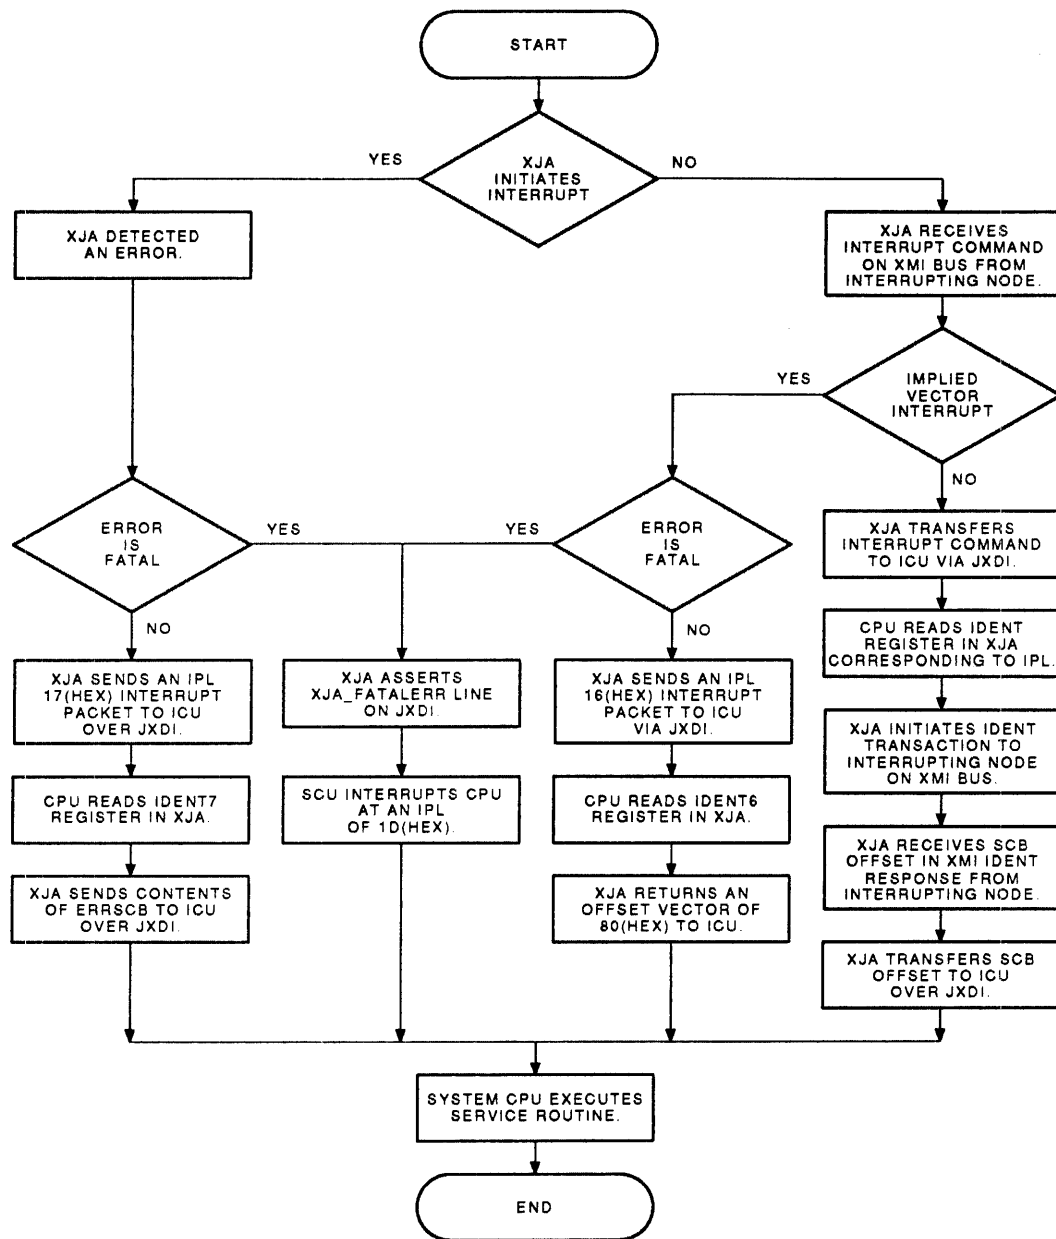 START
XJA
INITIATES
INTERRUPT
YES
NO
XJA DETECTED
AN ERROR.
XJA RECEIVES
INTERRUPT COMMAND
ON XMI BUS FROM
INTERRUPTING NODE.
IMPLIED
VECTOR
INTERRUPT
YES
NO
ERROR
IS
FATAL
YES
NO
ERROR
IS
FATAL
YES
NO
XJA TRANSFERS
INTERRUPT COMMAND
TO ICU VIA JXDI.
CPU READS IDENT
REGISTER IN XJA
CORRESPONDING TO IPL.
XJA SENDS AN IPL
17(HEX) INTERRUPT
PACKET TO ICU
OVER JXDI.
XJA ASSERTS
XJA_FATALERR LINE
ON JXDI.
XJA SENDS AN IPL
16(HEX) INTERRUPT
PACKET TO ICU
VIA JXDI.
XJA INITIATES IDENT
TRANSACTION TO
INTERRUPTING NODE
ON XMI BUS.
CPU READS IDENT7
REGISTER IN XJA.
SCU INTERRUPTS CPU
AT AN IPL
OF 1D(HEX).
CPU READS IDENT6
REGISTER IN XJA.
XJA RECEIVES SCB
OFFSET IN XMI IDENT
RESPONSE FROM
INTERRUPTING NODE.
XJA SENDS CONTENTS
OF ERRSCB TO ICU
OVER JXDI.
XJA RETURNS AN
OFFSET VECTOR OF
80(HEX) TO ICU.
XJA TRANSFERS SCB
OFFSET TO ICU
OVER JXDI.
SYSTEM CPU EXECUTES
SERVICE ROUTINE.
END